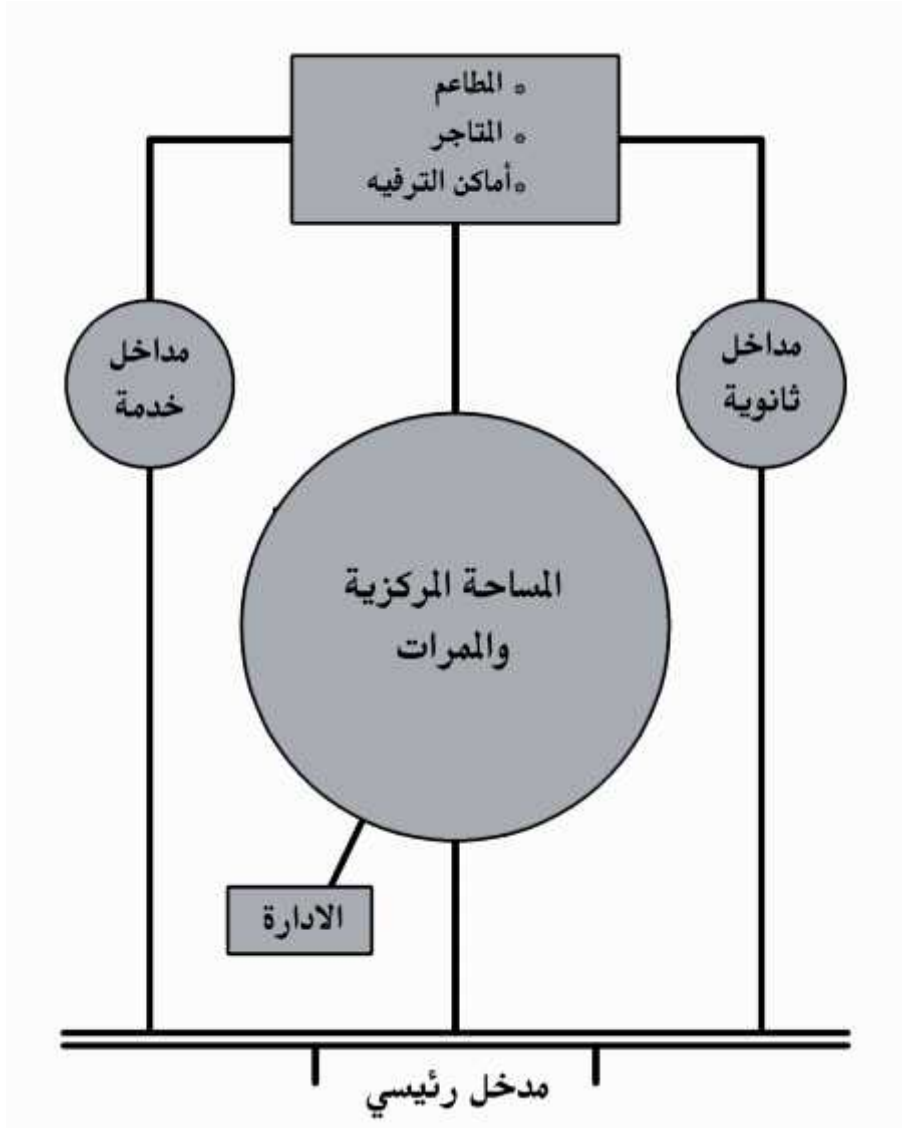 * المطاعم
* المتاجر
* أماكن الترفيه
مداخل
ثانوية
مداخل
خدمة
المساحة المركزية
والممرات
الادارة
مدخل رئيسي